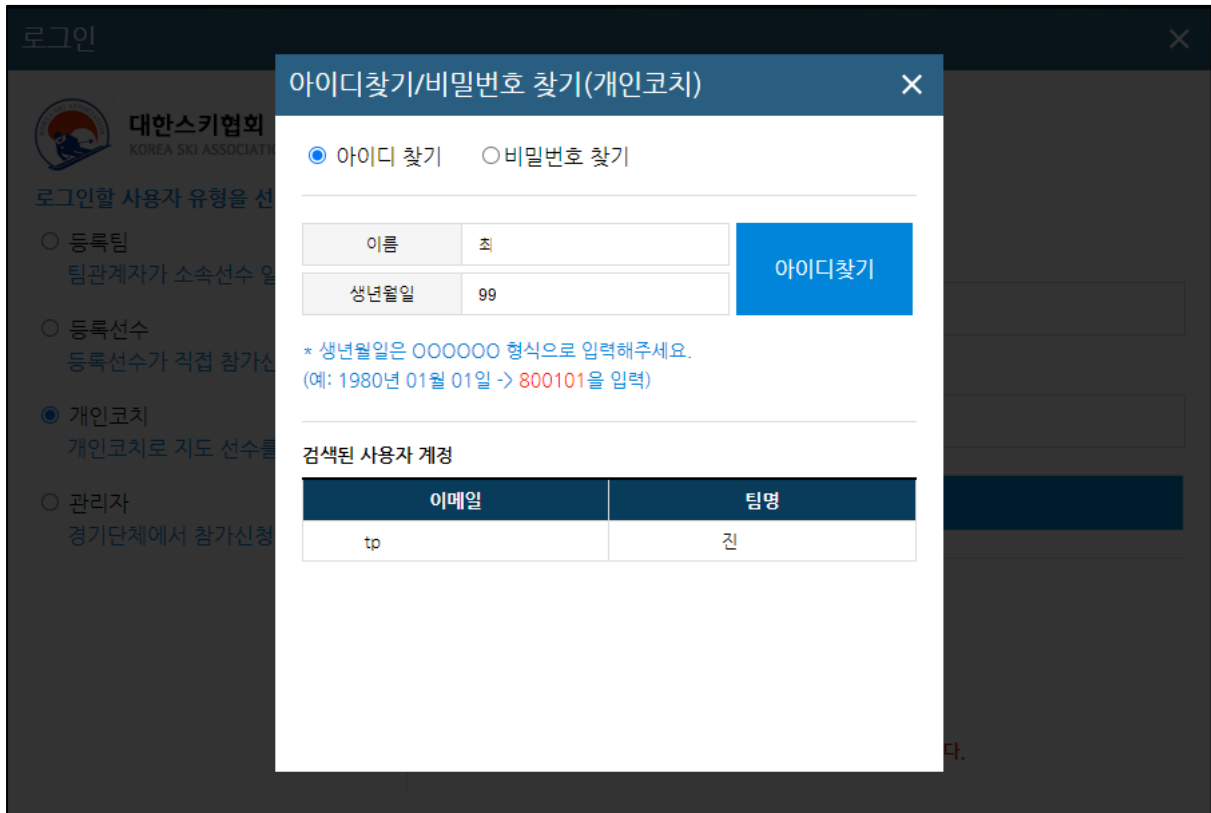 로그인
아이디찾기/비밀번호 찾기(개인코치)
대한스키협회
KOREA SKI ASSOCIATI
로그인할 사용자 유형을 선
등록팀
팀관계자가 소속선수 일
등록선수
등록선수가 직접 참가신
개인코치
개인코치로 지도 선수를
관리자
경기단체에서 참가신청
아이디 찾기 비밀번호 찾기
이름 최
생년월일 99
아이디찾기
* 생년월일은 OOOOOO 형식으로 입력해주세요.
(예: 1980년 01월 01일 -> 800101을 입력)
검색된 사용자 계정
이메일 팀명
tp 진
다.